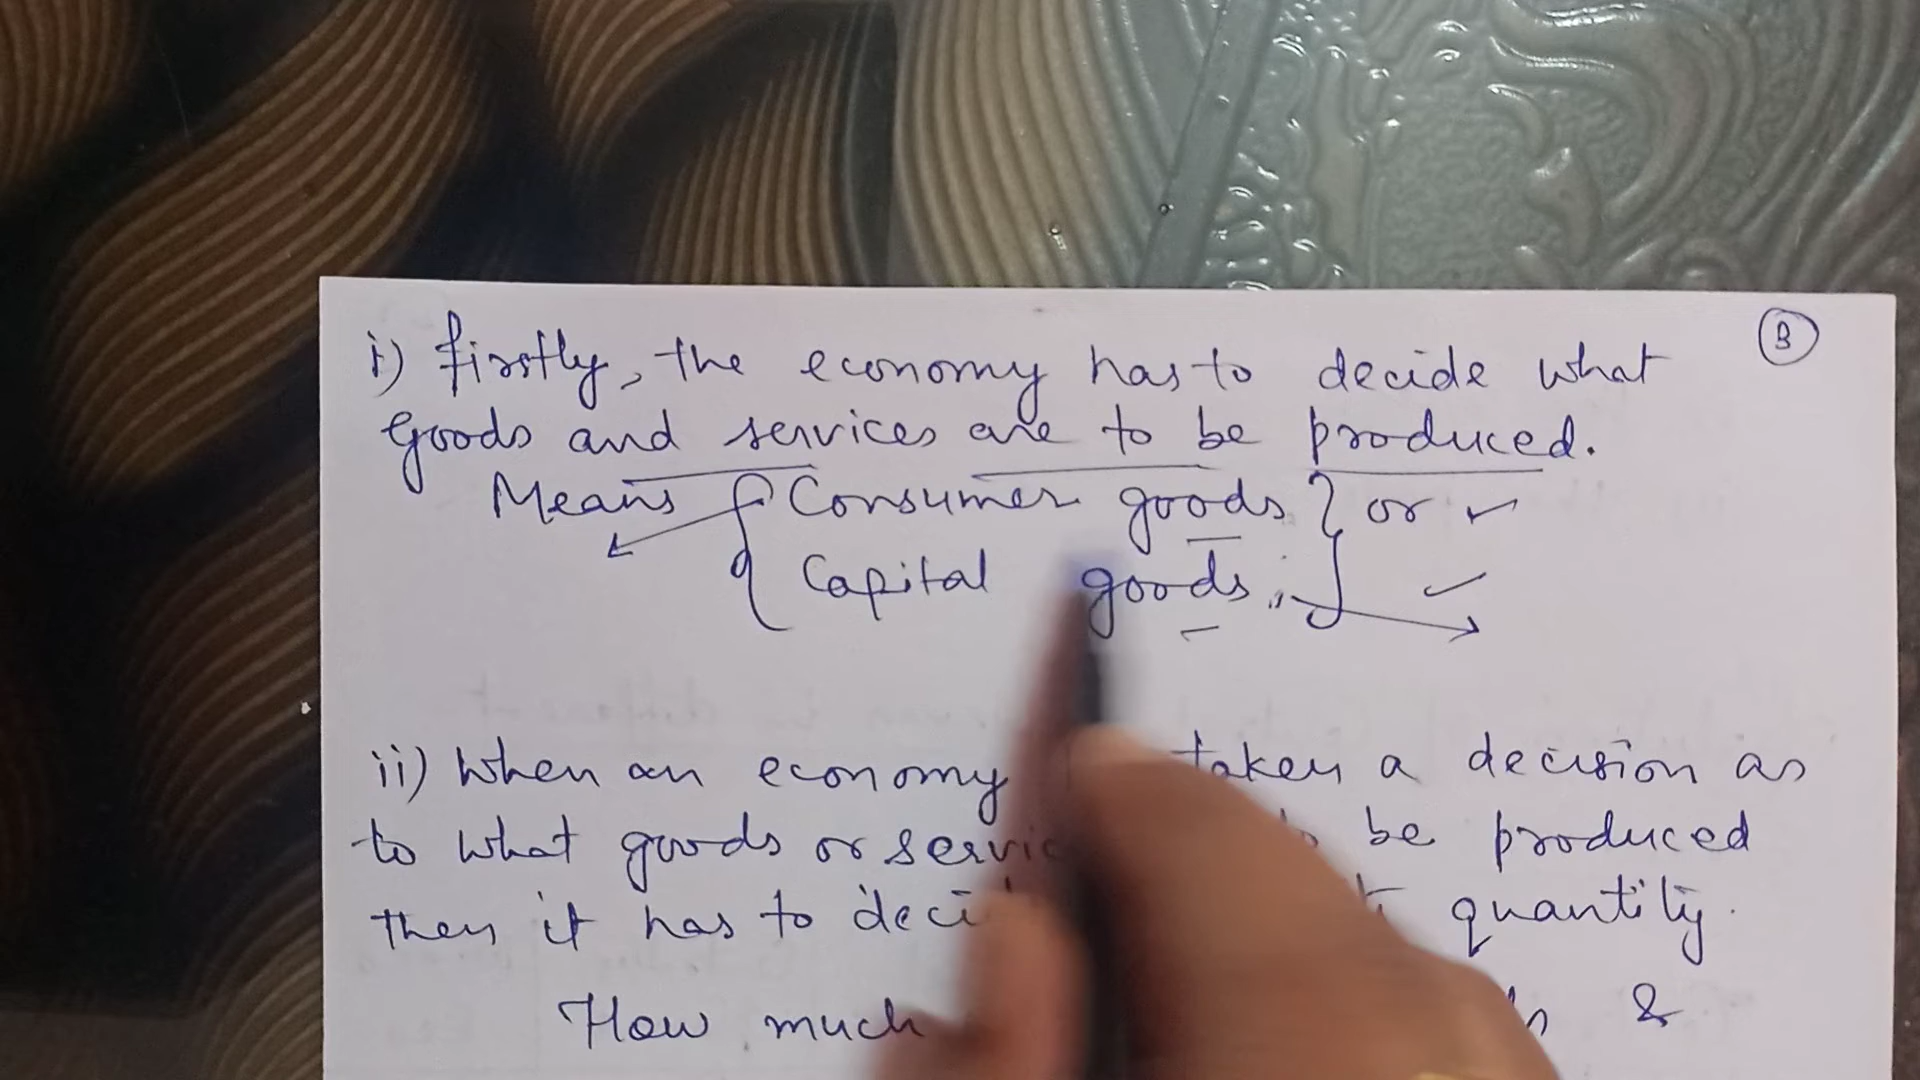 3
i) firstly, the economy has to decide what
goods and services are to be produced.
Means { Consumer goods } or
Capital goods
ii) When an economy taken a decision as
to what goods or be produced
then it has to quantity.
How much &